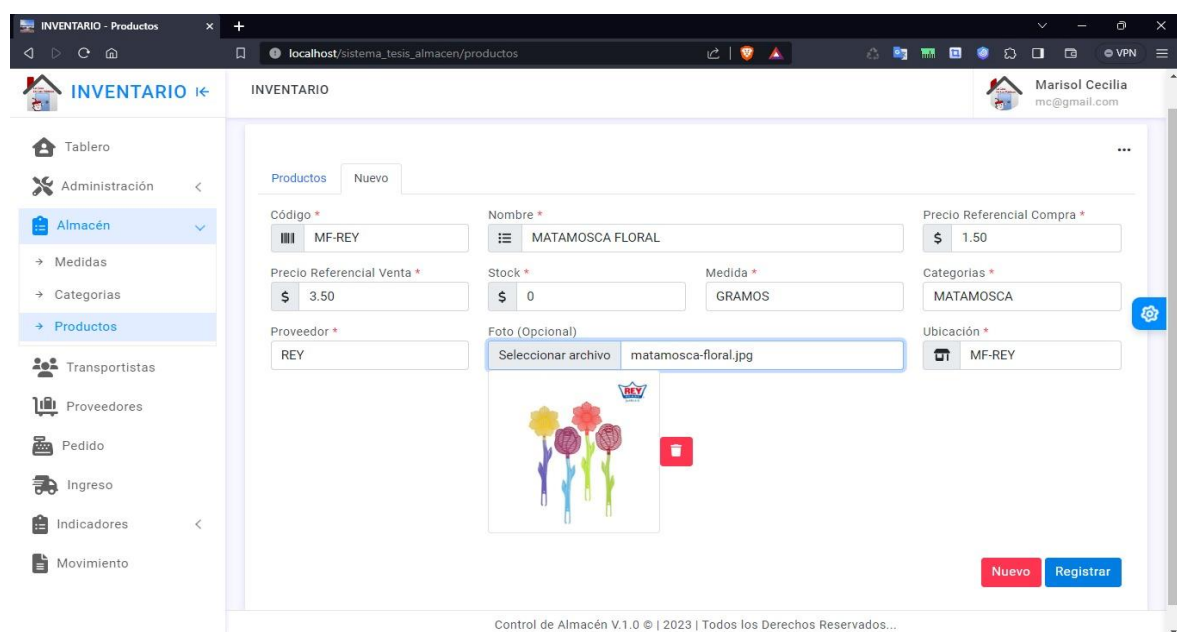 INVENTARIO - Productos
localhost/sistema_tesis_almacen/productos
VPN
INVENTARIO
INVENTARIO
Marisol Cecilia
mc@gmail.com
Tablero
Administración
Almacén
Medidas
Categorias
Productos
Transportistas
Proveedores
Pedido
Ingreso
Indicadores
Movimiento
Productos Nuevo
Código * Nombre * Precio Referencial Compra *
MF-REY MATAMOSCA FLORAL $ 1.50
Precio Referencial Venta * Stock * Medida * Categorias *
$ 3.50 $ 0 GRAMOS MATAMOSCA
Proveedor * Foto (Opcional) Ubicación *
REY Seleccionar archivo matamosca-floral.jpg MF-REY
REY
Nuevo Registrar
Control de Almacén V.1.0 © | 2023 | Todos los Derechos Reservados...